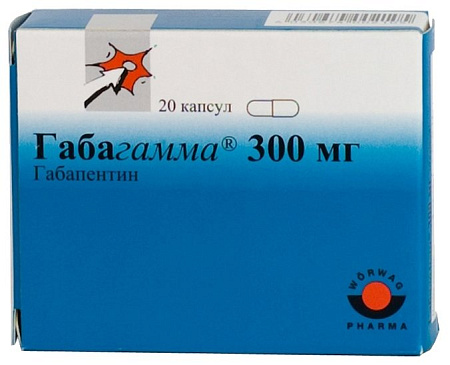 20 капсул
Габагамма® 300 мг
Габапентин
WÖRWAG
PHARMA